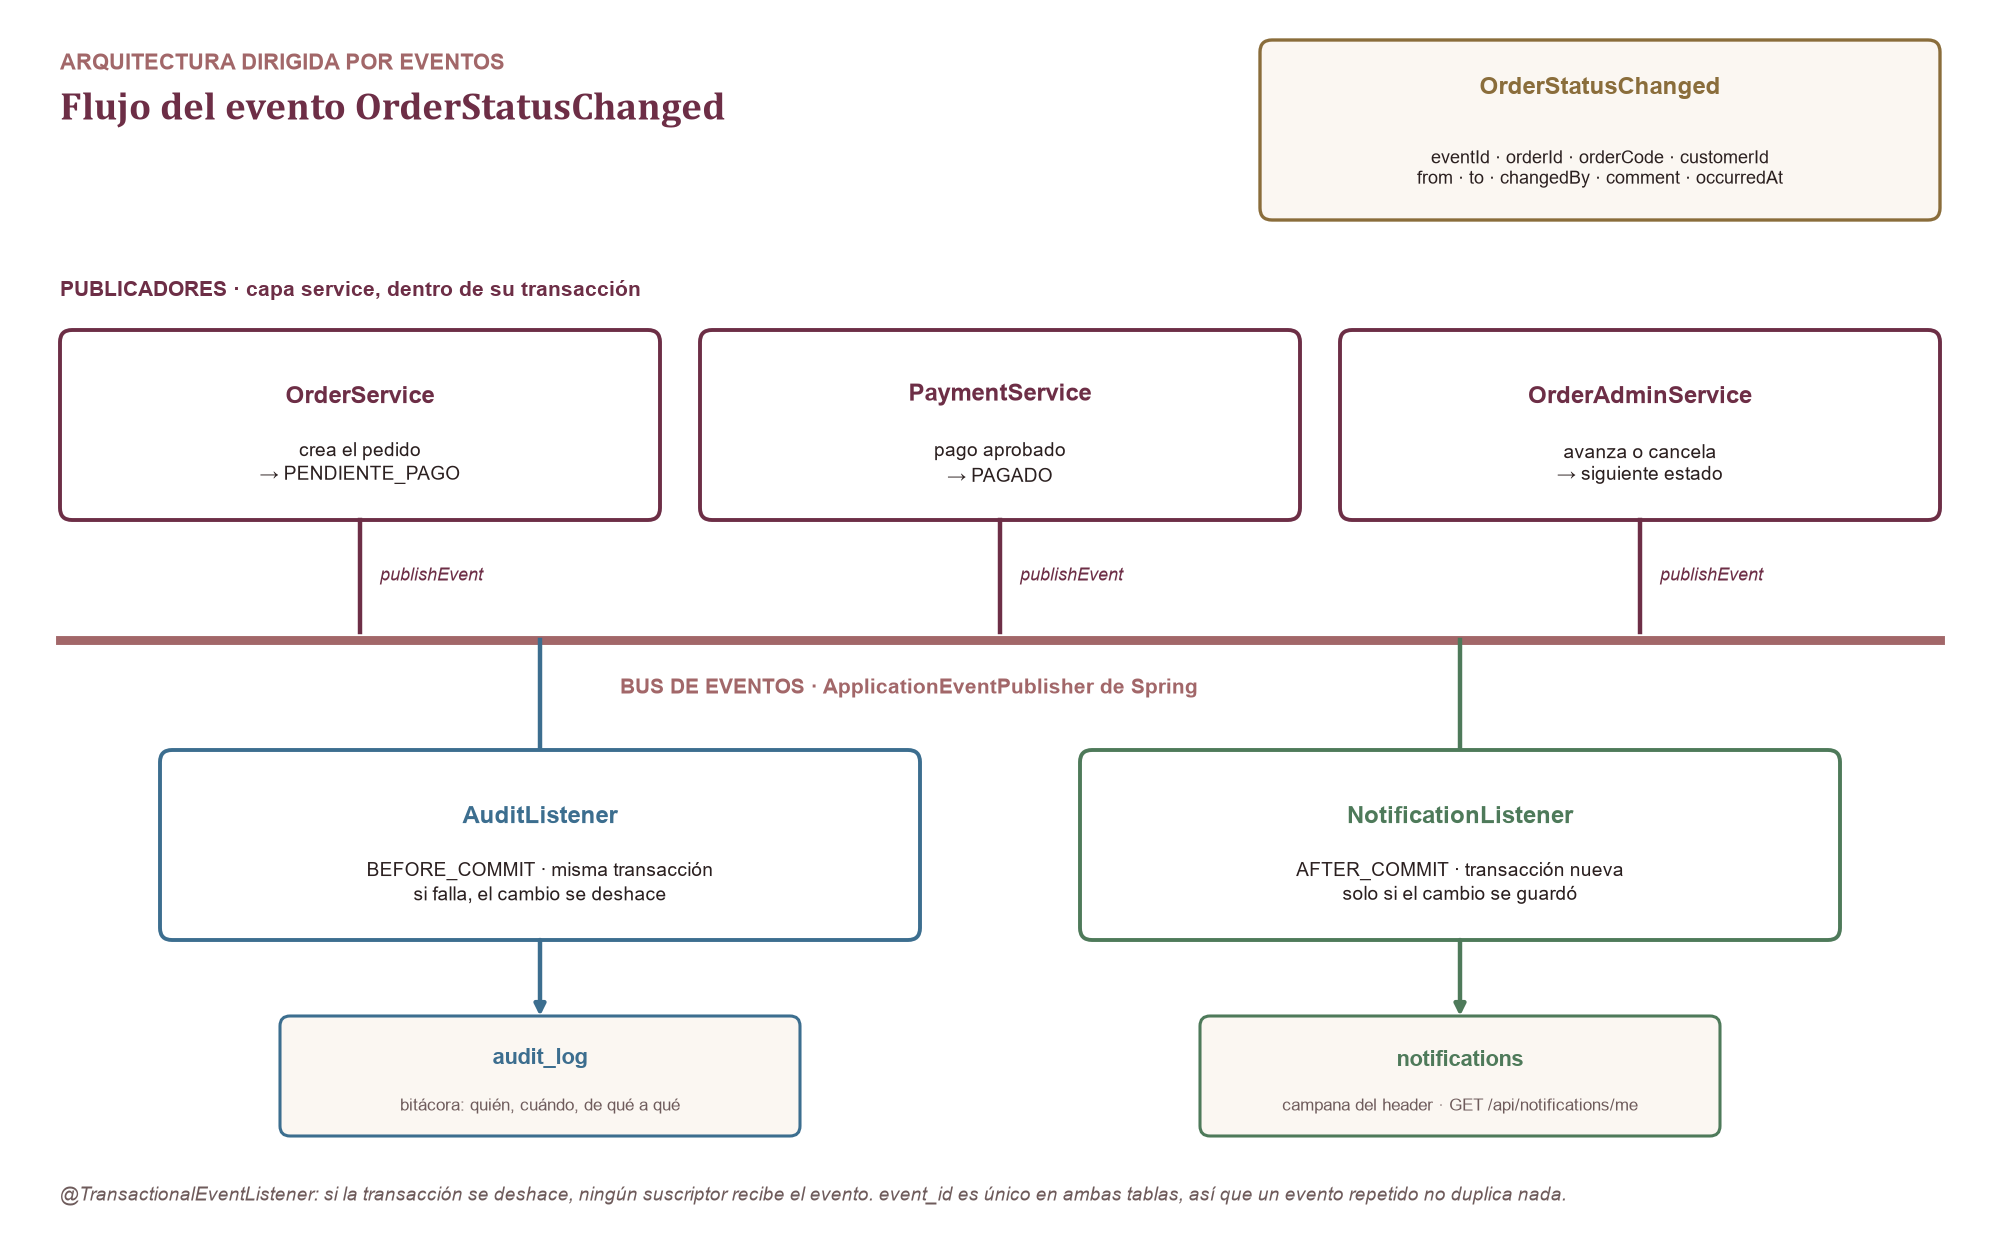 ARQUITECTURA DIRIGIDA POR EVENTOS
Flujo del evento OrderStatusChanged
OrderStatusChanged
eventId · orderId · orderCode · customerId
from · to · changedBy · comment · occurredAt
PUBLICADORES · capa service, dentro de su transacción
OrderService
crea el pedido
→ PENDIENTE_PAGO
PaymentService
pago aprobado
→ PAGADO
OrderAdminService
avanza o cancela
→ siguiente estado
publishEvent
publishEvent
publishEvent
BUS DE EVENTOS · ApplicationEventPublisher de Spring
AuditListener
BEFORE_COMMIT · misma transacción
si falla, el cambio se deshace
NotificationListener
AFTER_COMMIT · transacción nueva
solo si el cambio se guardó
audit_log
bitácora: quién, cuándo, de qué a qué
notifications
campana del header · GET /api/notifications/me
@TransactionalEventListener: si la transacción se deshace, ningún suscriptor recibe el evento. event_id es único en ambas tablas, así que un evento repetido no duplica nada.